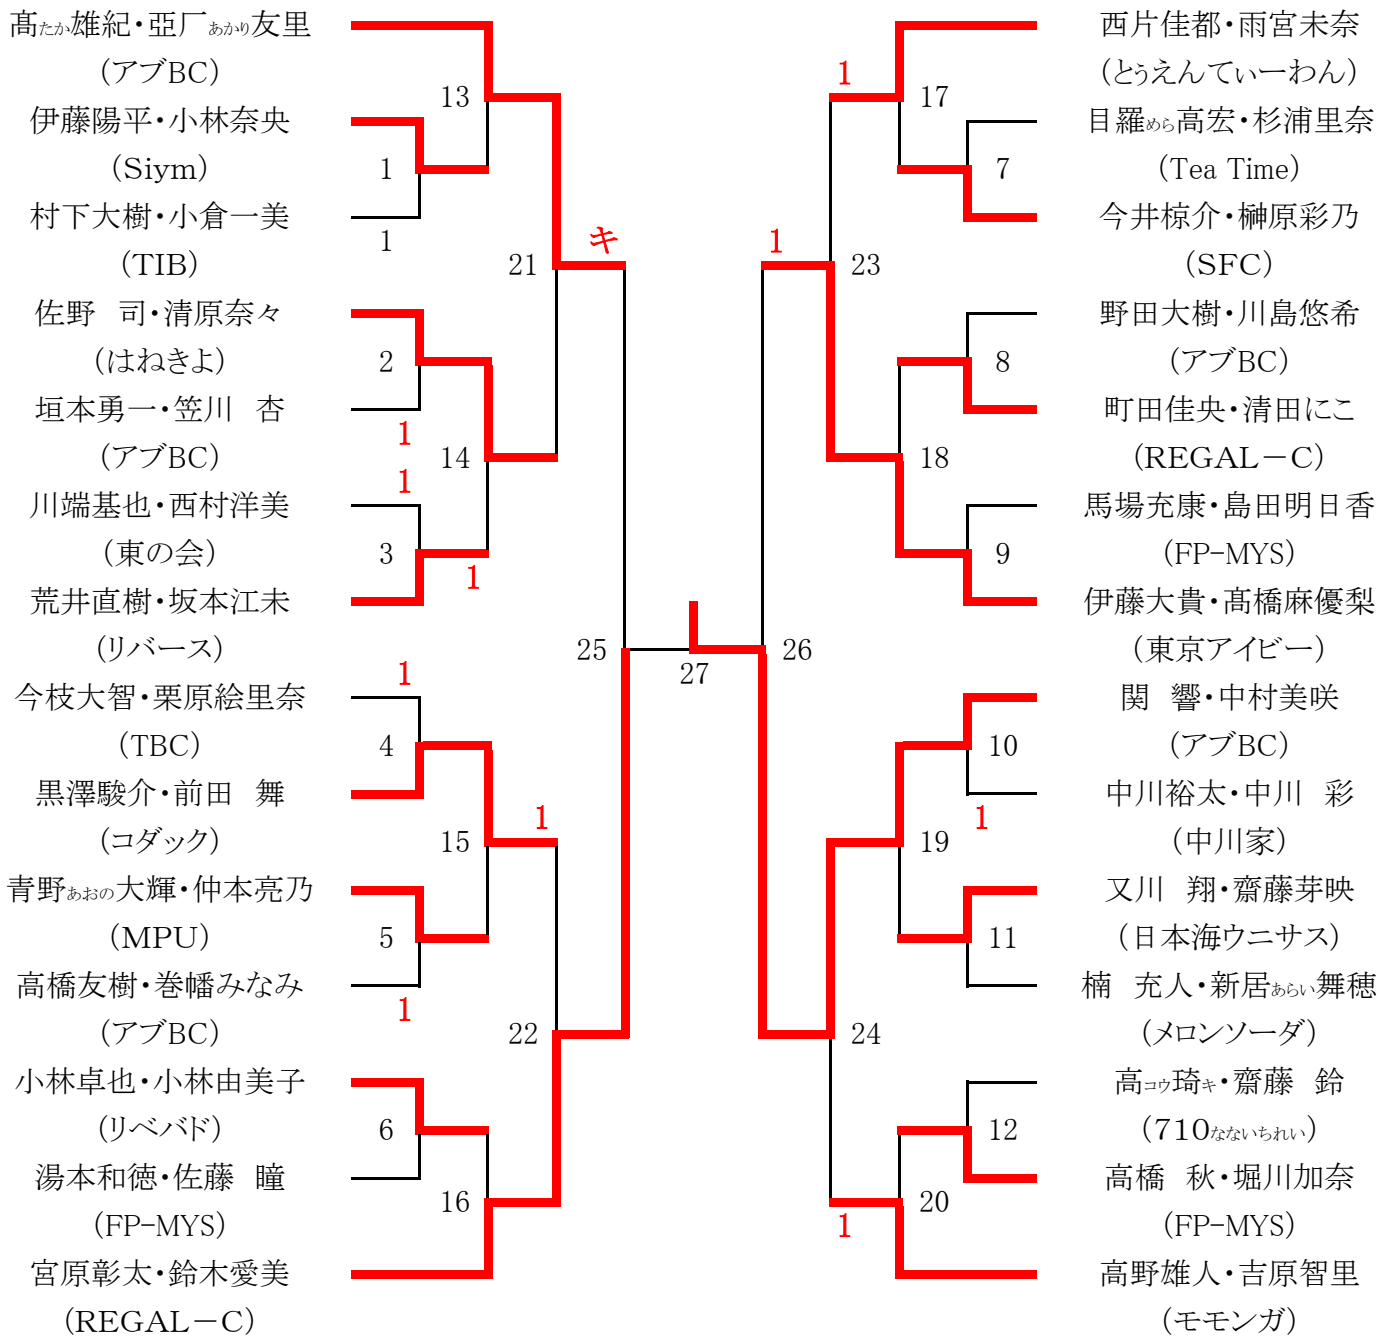 髙たか雄紀・亞厂あかり友里
(アブBC)
伊藤陽平・小林奈央
(Siym)
村下大樹・小倉一美
(TIB)
佐野　司・清原奈々
(はねきよ)
垣本勇一・笠川　杏
(アブBC)
川端基也・西村洋美
(東の会)
荒井直樹・坂本江未
(リバース)
今枝大智・栗原絵里奈
(TBC)
黒澤駿介・前田　舞
(コダック)
青野あおの大輝・仲本亮乃
(MPU)
高橋友樹・巻幡みなみ
(アブBC)
小林卓也・小林由美子
(リベバド)
湯本和徳・佐藤　瞳
(FP-MYS)
宮原彰太・鈴木愛美
(REGAL－C)
1
1
2
1
1
3
1
1
4
5
1
6
13
14
15
1
16
21
キ
22
25
27
26
1
23
24
1
17
18
19
20
1
7
8
9
10
1
11
12
西片佳都・雨宮未奈
(とぅえんてぃーわん)
目羅めら高宏・杉浦里奈
(Tea Time)
今井椋介・榊原彩乃
(SFC)
野田大樹・川島悠希
(アブBC)
町田佳央・清田にこ
(REGAL－C)
馬場充康・島田明日香
(FP-MYS)
伊藤大貴・髙橋麻優梨
(東京アイビー)
関　響・中村美咲
(アブBC)
中川裕太・中川　彩
(中川家)
又川　翔・齋藤芽映
(日本海ウニサス)
楠　充人・新居あらい舞穂
(メロンソーダ)
高コウ琦キ・齋藤　鈴
(710なないちれい)
高橋　秋・堀川加奈
(FP-MYS)
高野雄人・吉原智里
(モモンガ)